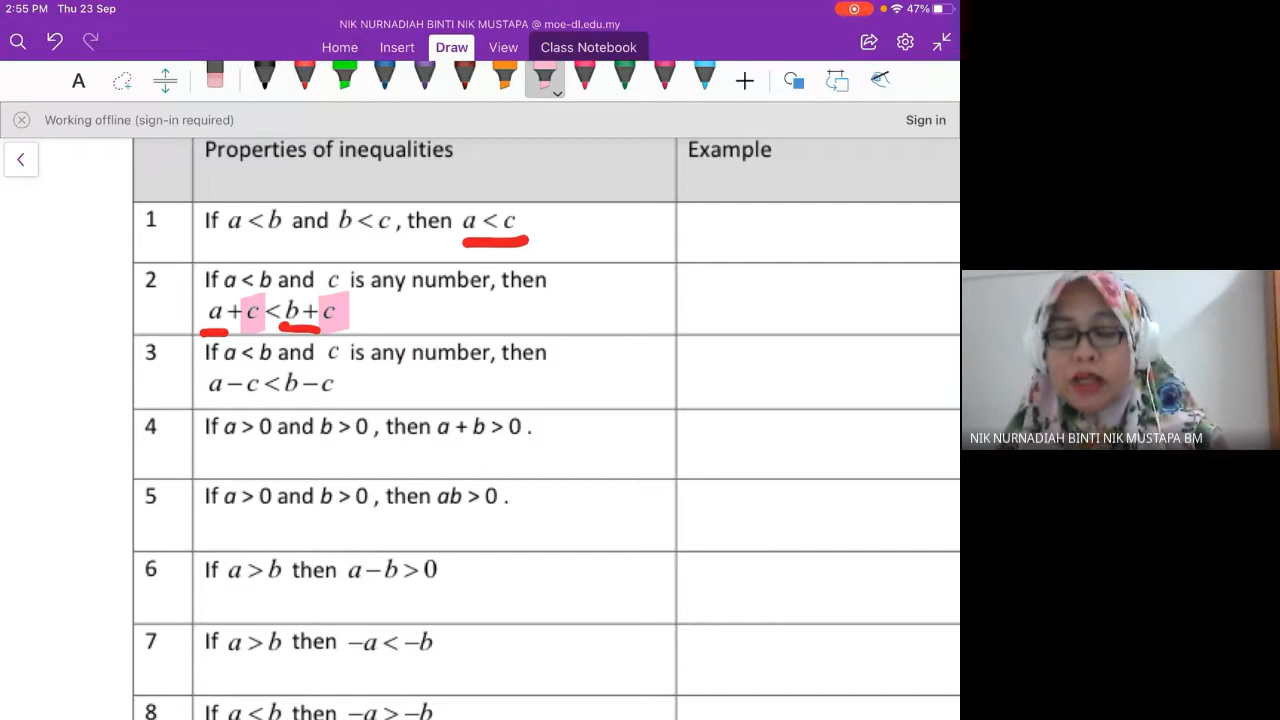 2:55 PM Thu 23 Sep
47%
NIK NURNADIAH BINTI NIK MUSTAPA @ moe-dl.edu.my
Home Insert Draw View Class Notebook
A
Working offline (sign-in required) Sign in
Properties of inequalities Example
1 If a < b and b < c, then a < c
2 If a < b and c is any number, then
a + c < b + c
3 If a < b and c is any number, then
a − c < b − c
4 If a > 0 and b > 0, then a + b > 0.
5 If a > 0 and b > 0, then ab > 0.
6 If a > b then a − b > 0
7 If a > b then −a < −b
8 If a < b then −a > −b
NIK NURNADIAH BINTI NIK MUSTAPA BM